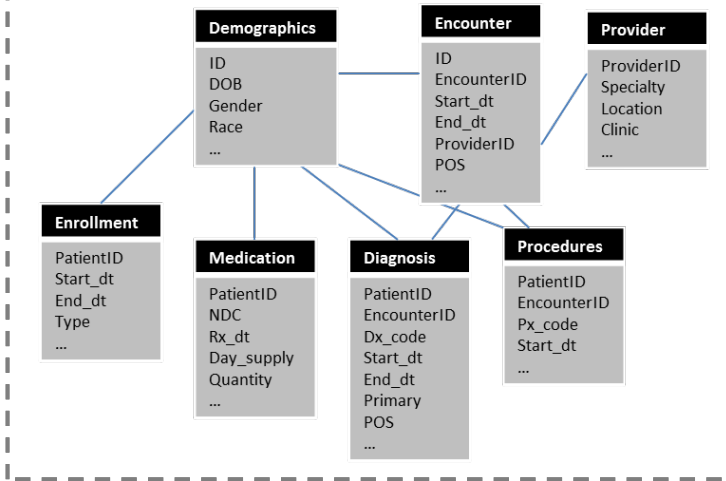 Demographics
ID
DOB
Gender
Race
...
Encounter
ID
EncounterID
Start_dt
End_dt
ProviderID
POS
...
Provider
ProviderID
Specialty
Location
Clinic
...
Enrollment
PatientID
Start_dt
End_dt
Type
...
Medication
PatientID
NDC
Rx_dt
Day_supply
Quantity
...
Diagnosis
PatientID
EncounterID
Dx_code
Start_dt
End_dt
Primary
POS
...
Procedures
PatientID
EncounterID
Px_code
Start_dt
...